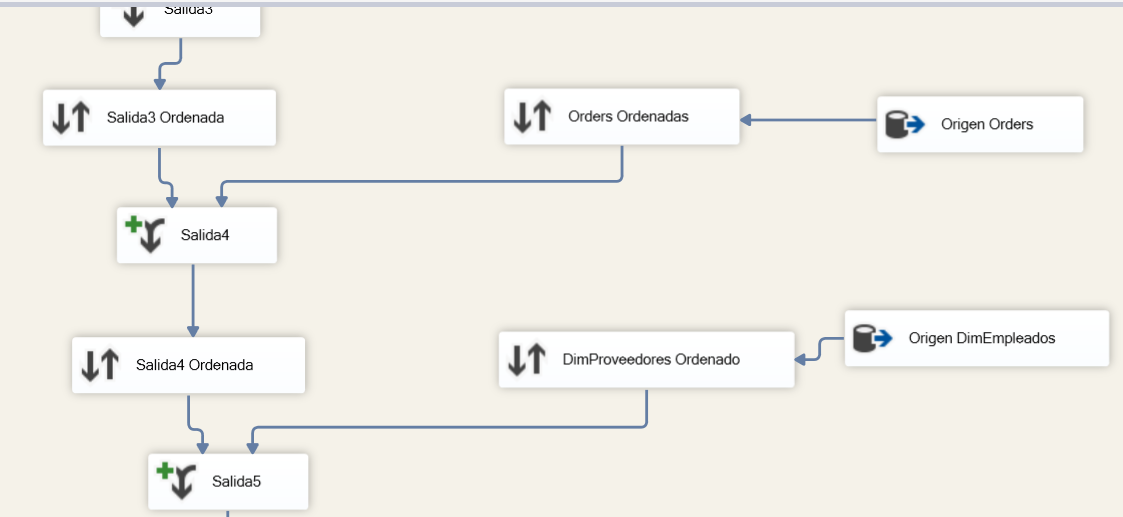 Salida3
Salida3 Ordenada
Orders Ordenadas
Origen Orders
Salida4
Salida4 Ordenada
DimProveedores Ordenado
Origen DimEmpleados
Salida5